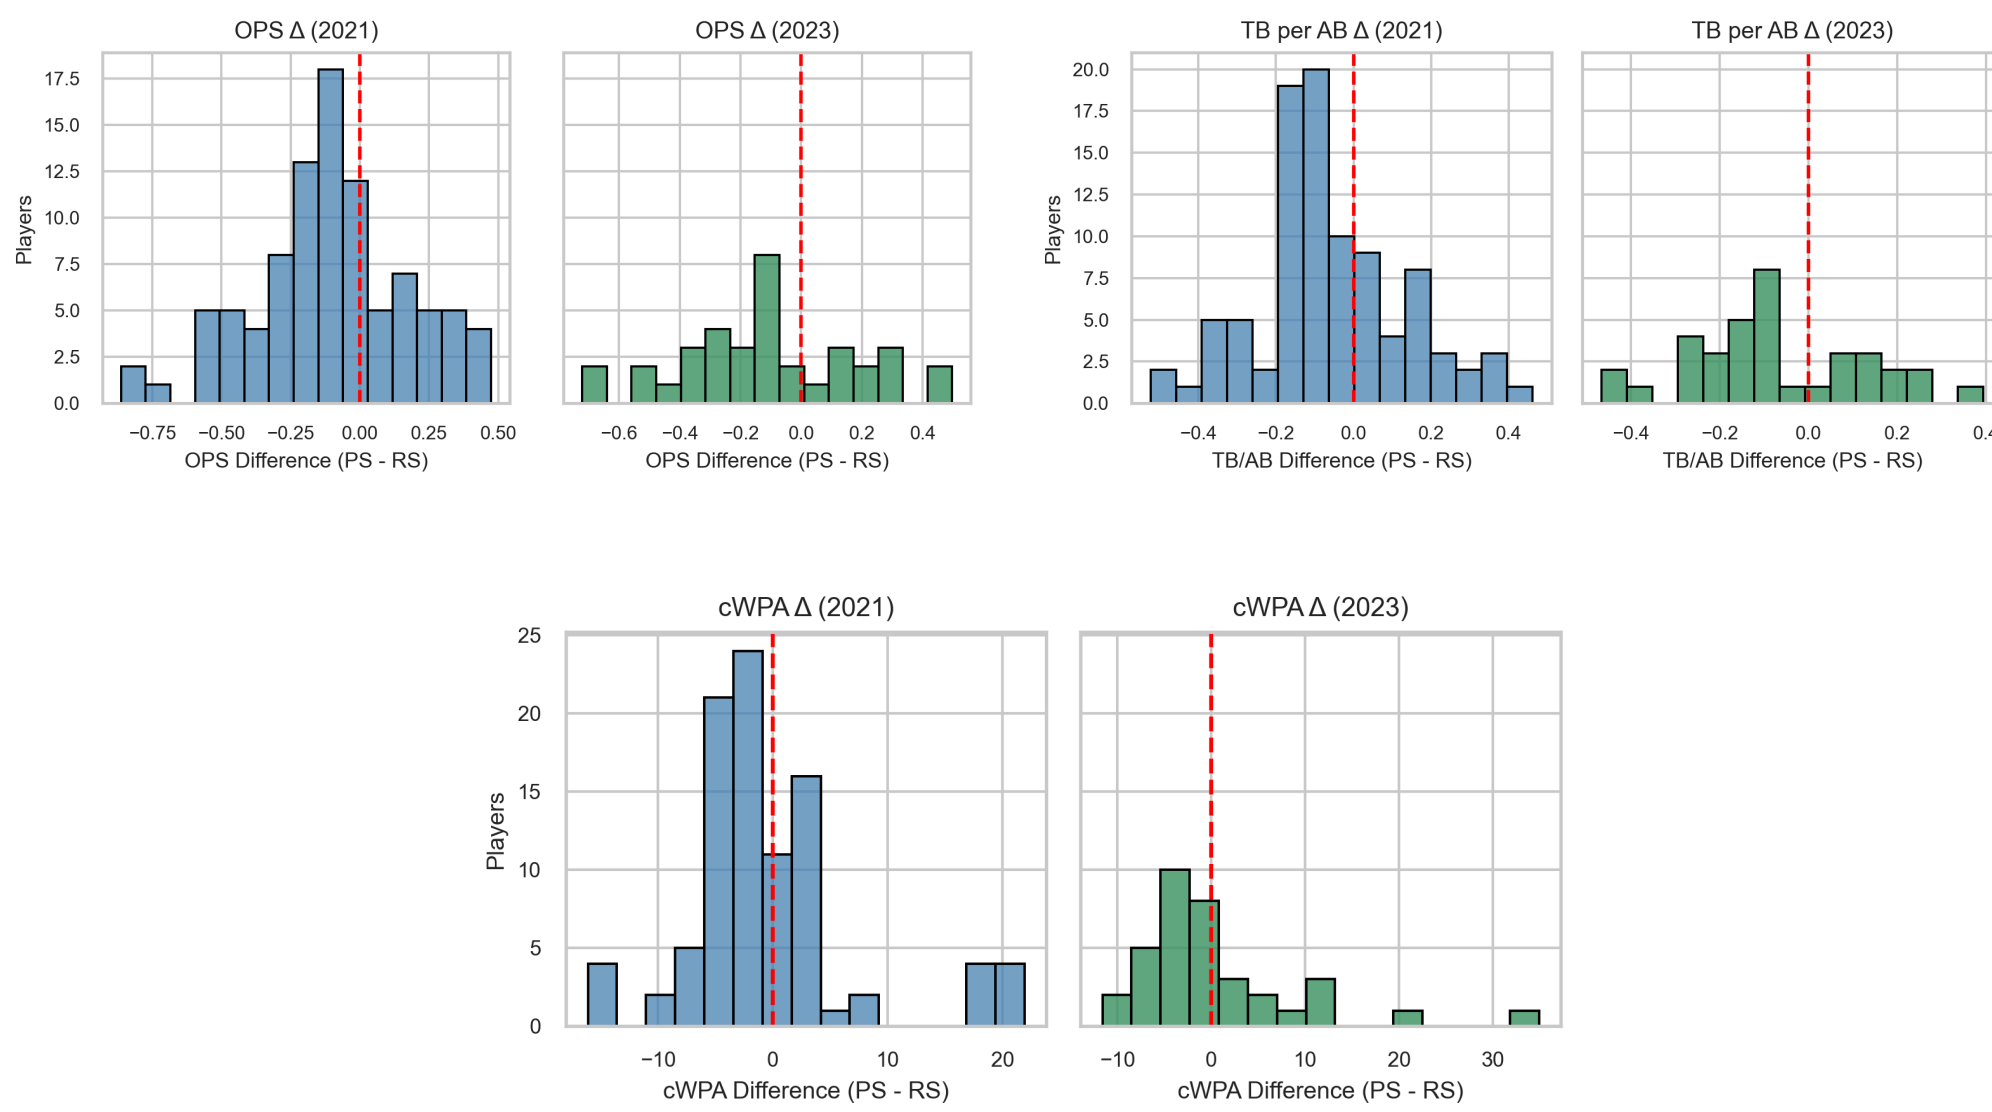 OPS Δ (2021)
OPS Δ (2023)
TB per AB Δ (2021)
TB per AB Δ (2023)
Players
17.5
15.0
12.5
10.0
7.5
5.0
2.5
0.0
−0.75 −0.50 −0.25 0.00 0.25 0.50
OPS Difference (PS - RS)
−0.6 −0.4 −0.2 0.0 0.2 0.4
OPS Difference (PS - RS)
Players
20.0
17.5
15.0
12.5
10.0
7.5
5.0
2.5
0.0
−0.4 −0.2 0.0 0.2 0.4
TB/AB Difference (PS - RS)
−0.4 −0.2 0.0 0.2
TB/AB Difference (PS - RS)
cWPA Δ (2021)
cWPA Δ (2023)
Players
25
20
15
10
5
0
−10 0 10 20
cWPA Difference (PS - RS)
−10 0 10 20 30
cWPA Difference (PS - RS)